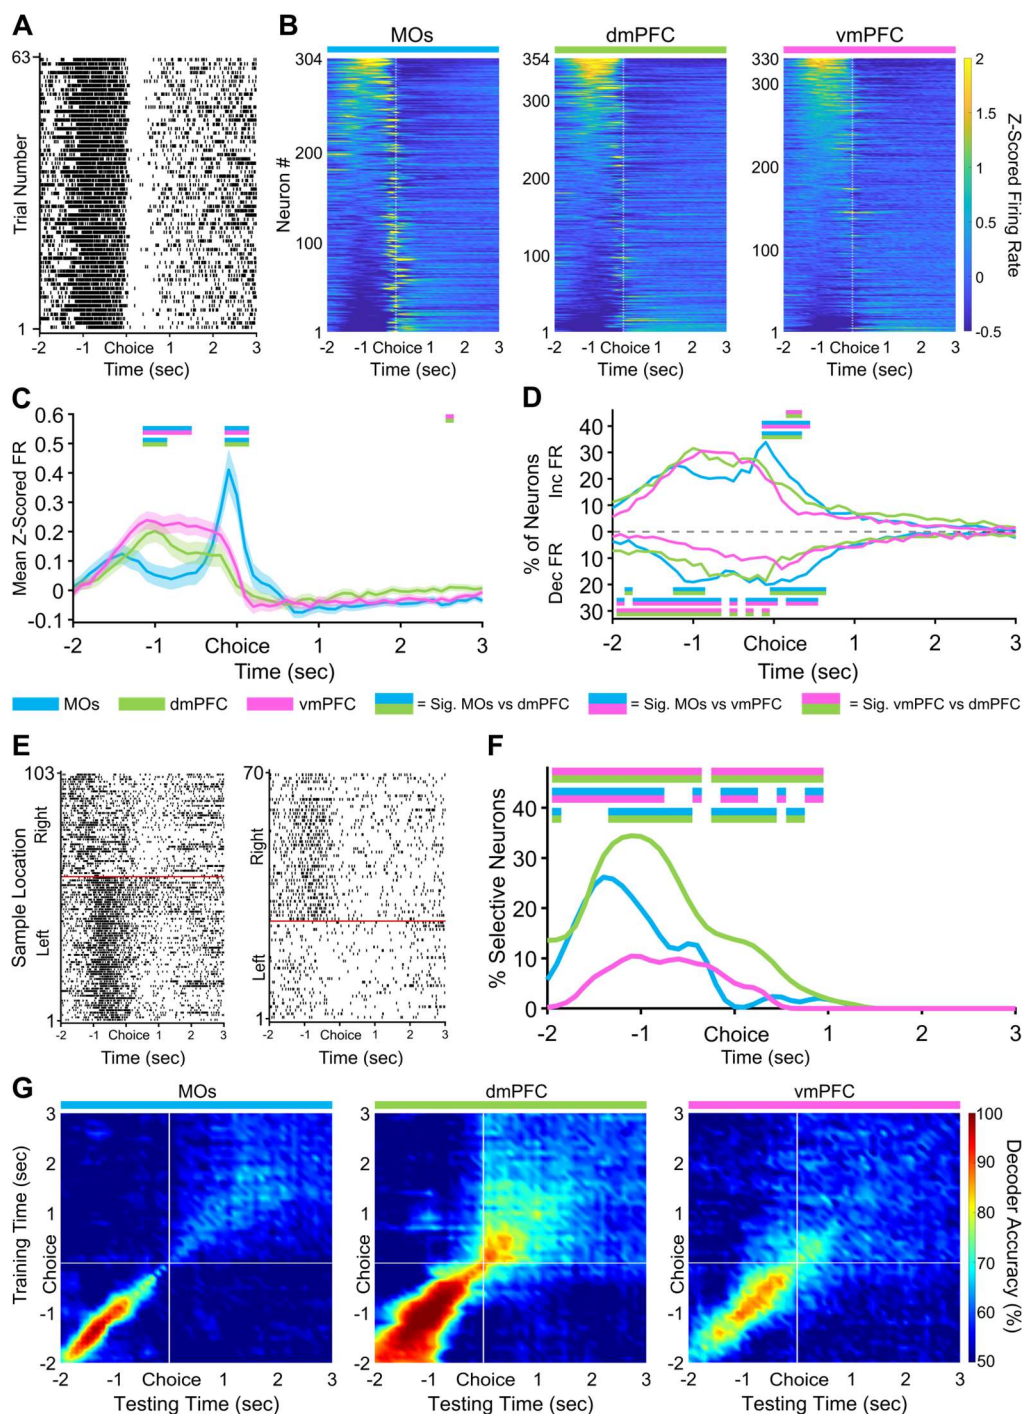 A
63
Trial Number
1
-2 -1 Choice 1 2 3
Time (sec)
B
MOs dmPFC vmPFC
304
200
100
1
Neuron #
-2 -1 Choice 1 3
Time (sec)
354
300
200
100
1
-2 -1 Choice 1 3
Time (sec)
330
300
200
100
1
-2 -1 Choice 1 3
Time (sec)
2
1.5
1
0.5
0
-0.5
Z-Scored Firing Rate
C
0.6
0.5
0.4
0.3
0.2
0.1
0
-0.1
Mean Z-Scored FR
-2 -1 Choice 1 2 3
Time (sec)
D
40
30
20
10
0
10
20
30
% of Neurons
Inc FR
Dec FR
-2 -1 Choice 1 2 3
Time (sec)
MOs dmPFC vmPFC = Sig. MOs vs dmPFC = Sig. MOs vs vmPFC = Sig. vmPFC vs dmPFC
E
103
1
Sample Location
Right
Left
-2 -1 Choice 1 2 3
Time (sec)
70
1
Right
Left
-2 -1 Choice 1 2 3
Time (sec)
F
40
30
20
10
0
% Selective Neurons
-2 -1 Choice 1 2 3
Time (sec)
G
MOs dmPFC vmPFC
3
2
1
Choice
-1
-2
Training Time (sec)
-2 -1 Choice 1 2 3
Testing Time (sec)
3
2
1
Choice
-1
-2
-2 -1 Choice 1 2 3
Testing Time (sec)
3
2
1
Choice
-1
-2
-2 -1 Choice 1 2 3
Testing Time (sec)
100
90
80
70
60
50
Decoder Accuracy (%)